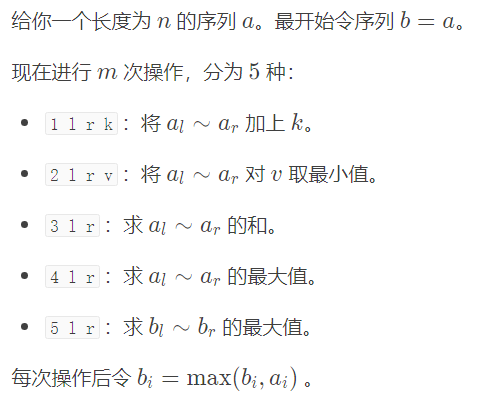 给你一个长度为 n 的序列 a。最开始令序列 b = a。
现在进行 m 次操作，分为 5 种：
• 1 l r k ：将 a_l ∼ a_r 加上 k。
• 2 l r v ：将 a_l ∼ a_r 对 v 取最小值。
• 3 l r ：求 a_l ∼ a_r 的和。
• 4 l r ：求 a_l ∼ a_r 的最大值。
• 5 l r ：求 b_l ∼ b_r 的最大值。
每次操作后令 b_i = max(b_i, a_i) 。